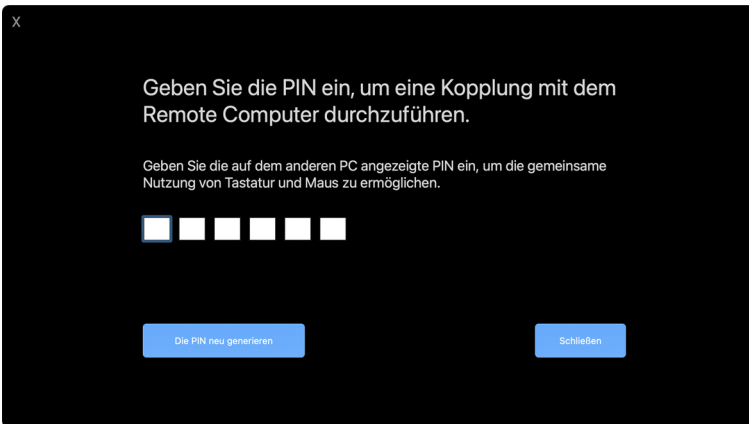 X
Geben Sie die PIN ein, um eine Kopplung mit dem
Remote Computer durchzuführen.
Geben Sie die auf dem anderen PC angezeigte PIN ein, um die gemeinsame
Nutzung von Tastatur und Maus zu ermöglichen.
Die PIN neu generieren
Schließen